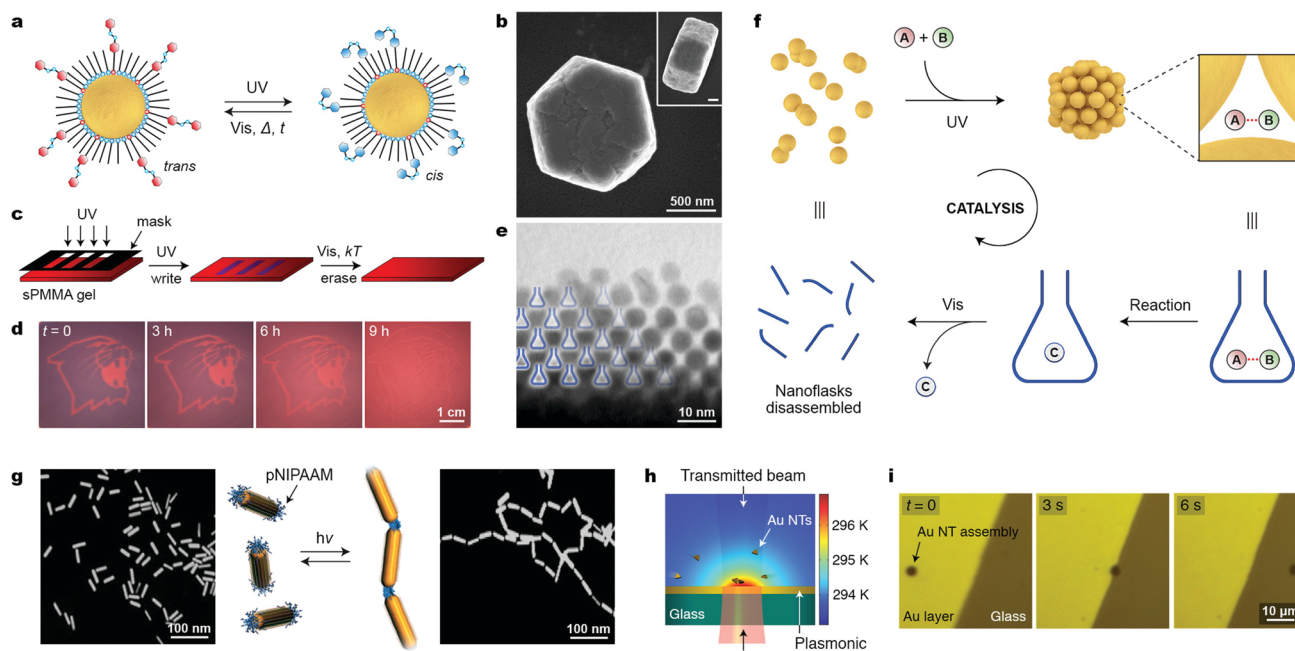 a
UV
Vis, Δ, t
trans
cis
b
500 nm
c
UV
mask
UV
write
Vis, kT
erase
sPMMA gel
d
t = 0
3 h
6 h
9 h
1 cm
e
10 nm
f
A + B
UV
A B
CATALYSIS
Vis
C
Reaction
C
A B
Nanoflasks
disassembled
g
100 nm
pNIPAAM
hν
100 nm
h
Transmitted beam
Au NTs
296 K
295 K
294 K
Glass
Plasmonic
i
t = 0
3 s
6 s
Au NT assembly
Au layer
Glass
10 μm